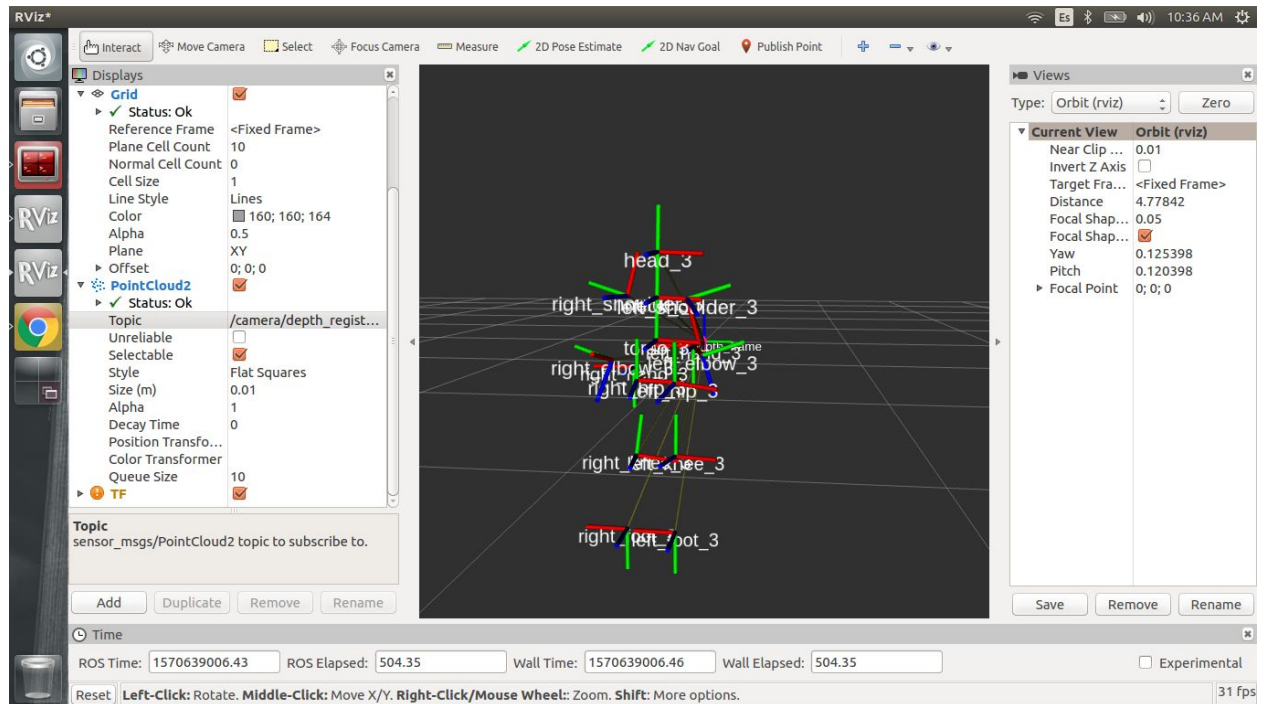 RViz*
Es
10:36 AM
Interact Move Camera Select Focus Camera Measure 2D Pose Estimate 2D Nav Goal Publish Point
Displays
Grid
Status: Ok
Reference Frame <Fixed Frame>
Plane Cell Count 10
Normal Cell Count 0
Cell Size 1
Line Style Lines
Color 160; 160; 164
Alpha 0.5
Plane XY
Offset 0; 0; 0
PointCloud2
Status: Ok
Topic /camera/depth_regist...
Unreliable
Selectable
Style Flat Squares
Size (m) 0.01
Alpha 1
Decay Time 0
Position Transfo...
Color Transformer
Queue Size 10
TF
Topic
sensor_msgs/PointCloud2 topic to subscribe to.
Add Duplicate Remove Rename
RViz
RViz
head_3
right_knee_3
right_
left_foot_3
Views
Type: Orbit (rviz) Zero
Current View Orbit (rviz)
Near Clip ... 0.01
Invert Z Axis
Target Fra... <Fixed Frame>
Distance 4.77842
Focal Shap... 0.05
Focal Shap...
Yaw 0.125398
Pitch 0.120398
Focal Point 0; 0; 0
Save Remove Rename
Time
ROS Time: 1570639006.43 ROS Elapsed: 504.35 Wall Time: 1570639006.46 Wall Elapsed: 504.35 Experimental
Reset Left-Click: Rotate. Middle-Click: Move X/Y. Right-Click/Mouse Wheel:: Zoom. Shift: More options. 31 fps